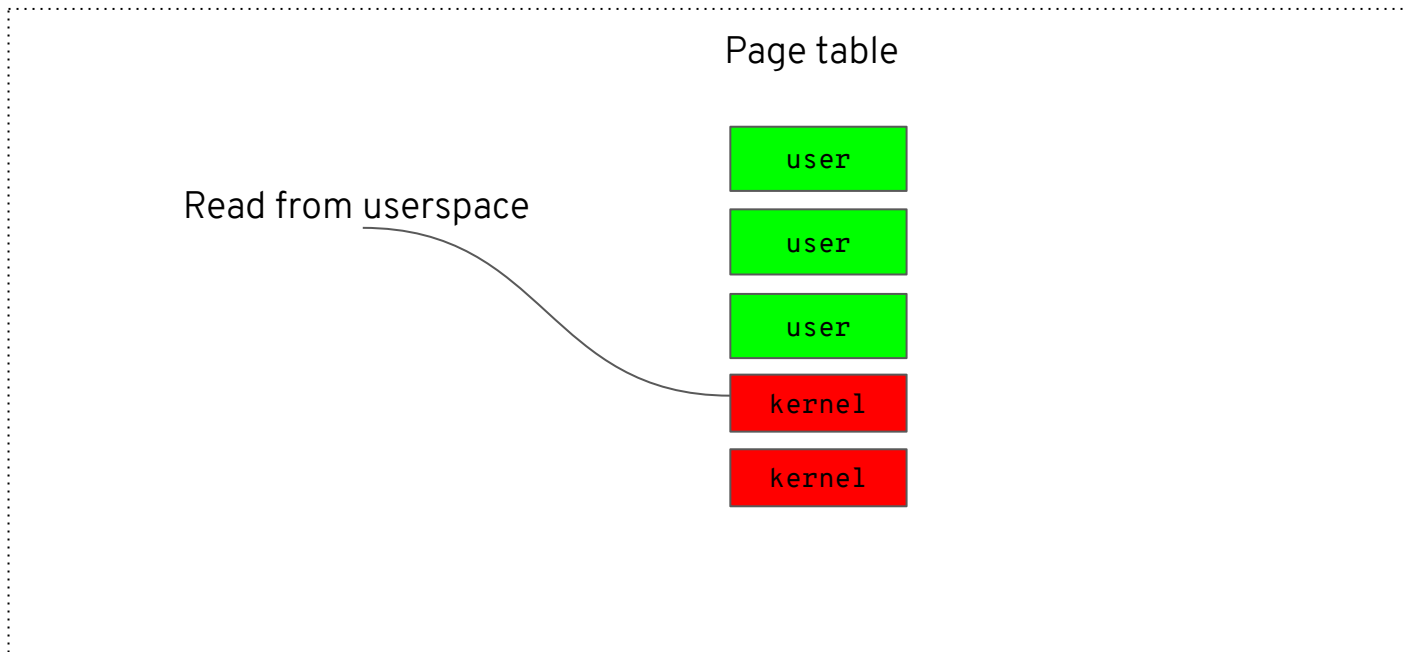 Page table
user
Read from userspace
user
user
kernel
kernel